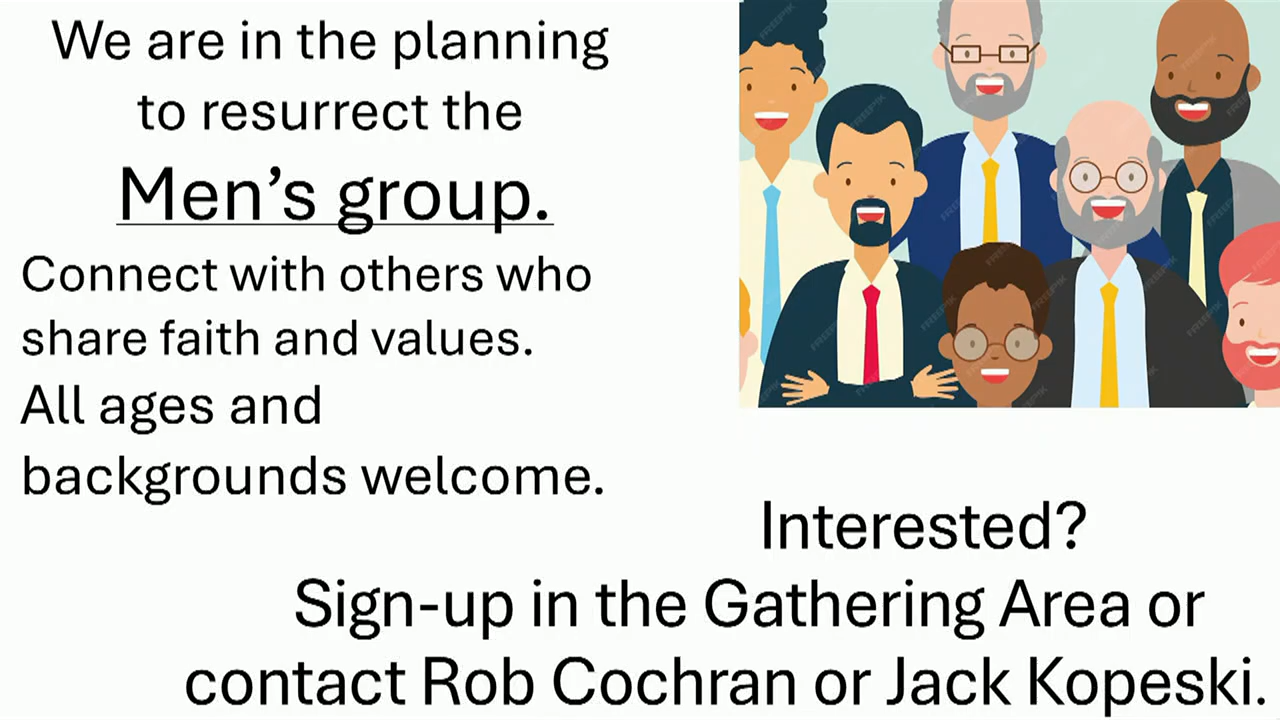 We are in the planning
to resurrect the
Men’s group.
Connect with others who
share faith and values.
All ages and
backgrounds welcome.
Interested?
Sign-up in the Gathering Area or
contact Rob Cochran or Jack Kopeski.